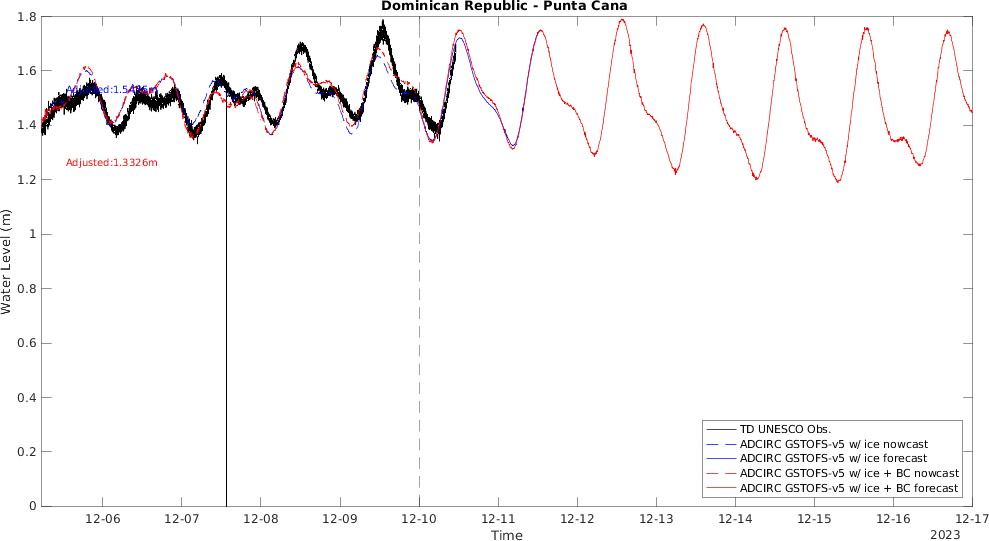 Dominican Republic - Punta Cana
Water Level (m)
1.8
1.6
1.4
1.2
1
0.8
0.6
0.4
0.2
0
Adjusted:1.3326m
12-06
12-07
12-08
12-09
12-10
12-11
12-12
12-13
12-14
12-15
12-16
12-17
2023
Time
TD UNESCO Obs.
ADCIRC GSTOFS-v5 w/ ice nowcast
ADCIRC GSTOFS-v5 w/ ice forecast
ADCIRC GSTOFS-v5 w/ ice + BC nowcast
ADCIRC GSTOFS-v5 w/ ice + BC forecast